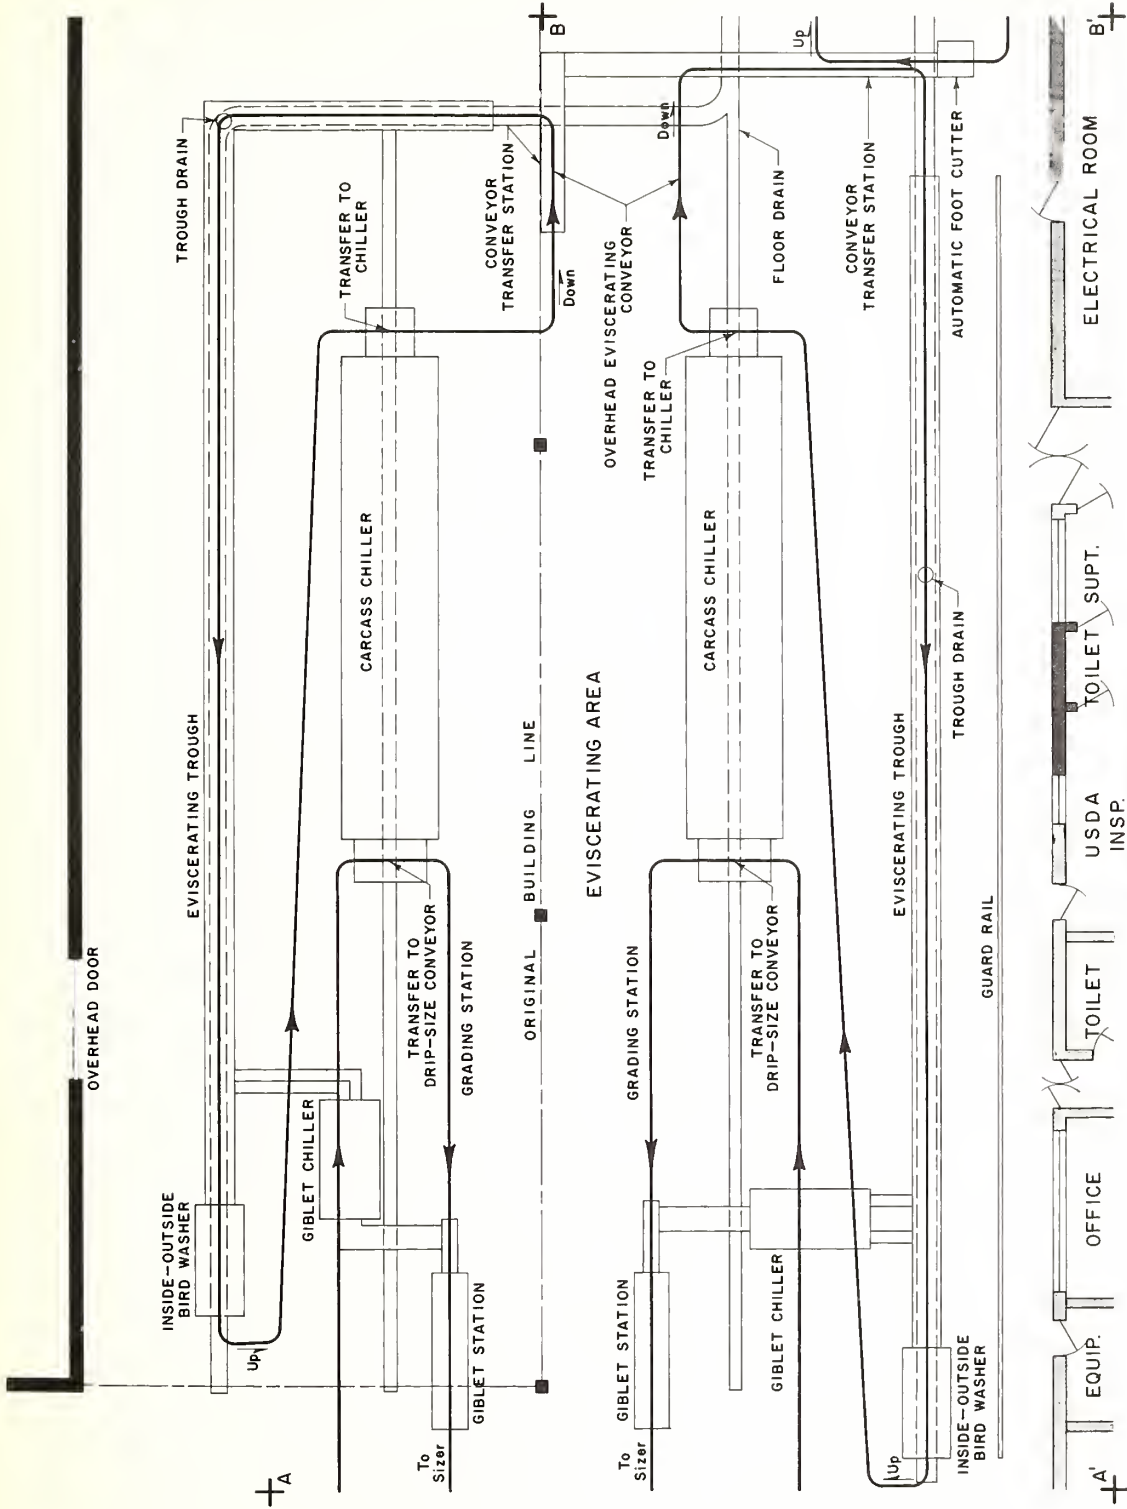 OVERHEAD DOOR
TROUGH DRAIN
EVISCERATING TROUGH
INSIDE-OUTSIDE
BIRD WASHER
Up
TRANSFER TO
CHILLER
CARCASS CHILLER
GIBLET CHILLER
TRANSFER TO
DRIP-SIZE CONVEYOR
GRADING STATION
GIBLET STATION
To
Sizer
A
B
CONVEYOR
TRANSFER STATION
Down
ORIGINAL BUILDING LINE
EVISCERATING AREA
OVERHEAD EVISCERATING
CONVEYOR
Down
TRANSFER TO
CHILLER
CARCASS CHILLER
FLOOR DRAIN
GRADING STATION
TRANSFER TO
DRIP-SIZE CONVEYOR
GIBLET STATION
GIBLET CHILLER
To
Sizer
Up
CONVEYOR
TRANSFER STATION
AUTOMATIC FOOT CUTTER
EVISCERATING TROUGH
TROUGH DRAIN
INSIDE-OUTSIDE
BIRD WASHER
Up
GUARD RAIL
A'
EQUIP.
OFFICE
TOILET
USDA
INSP.
TOILET
SUPT.
ELECTRICAL ROOM
B'